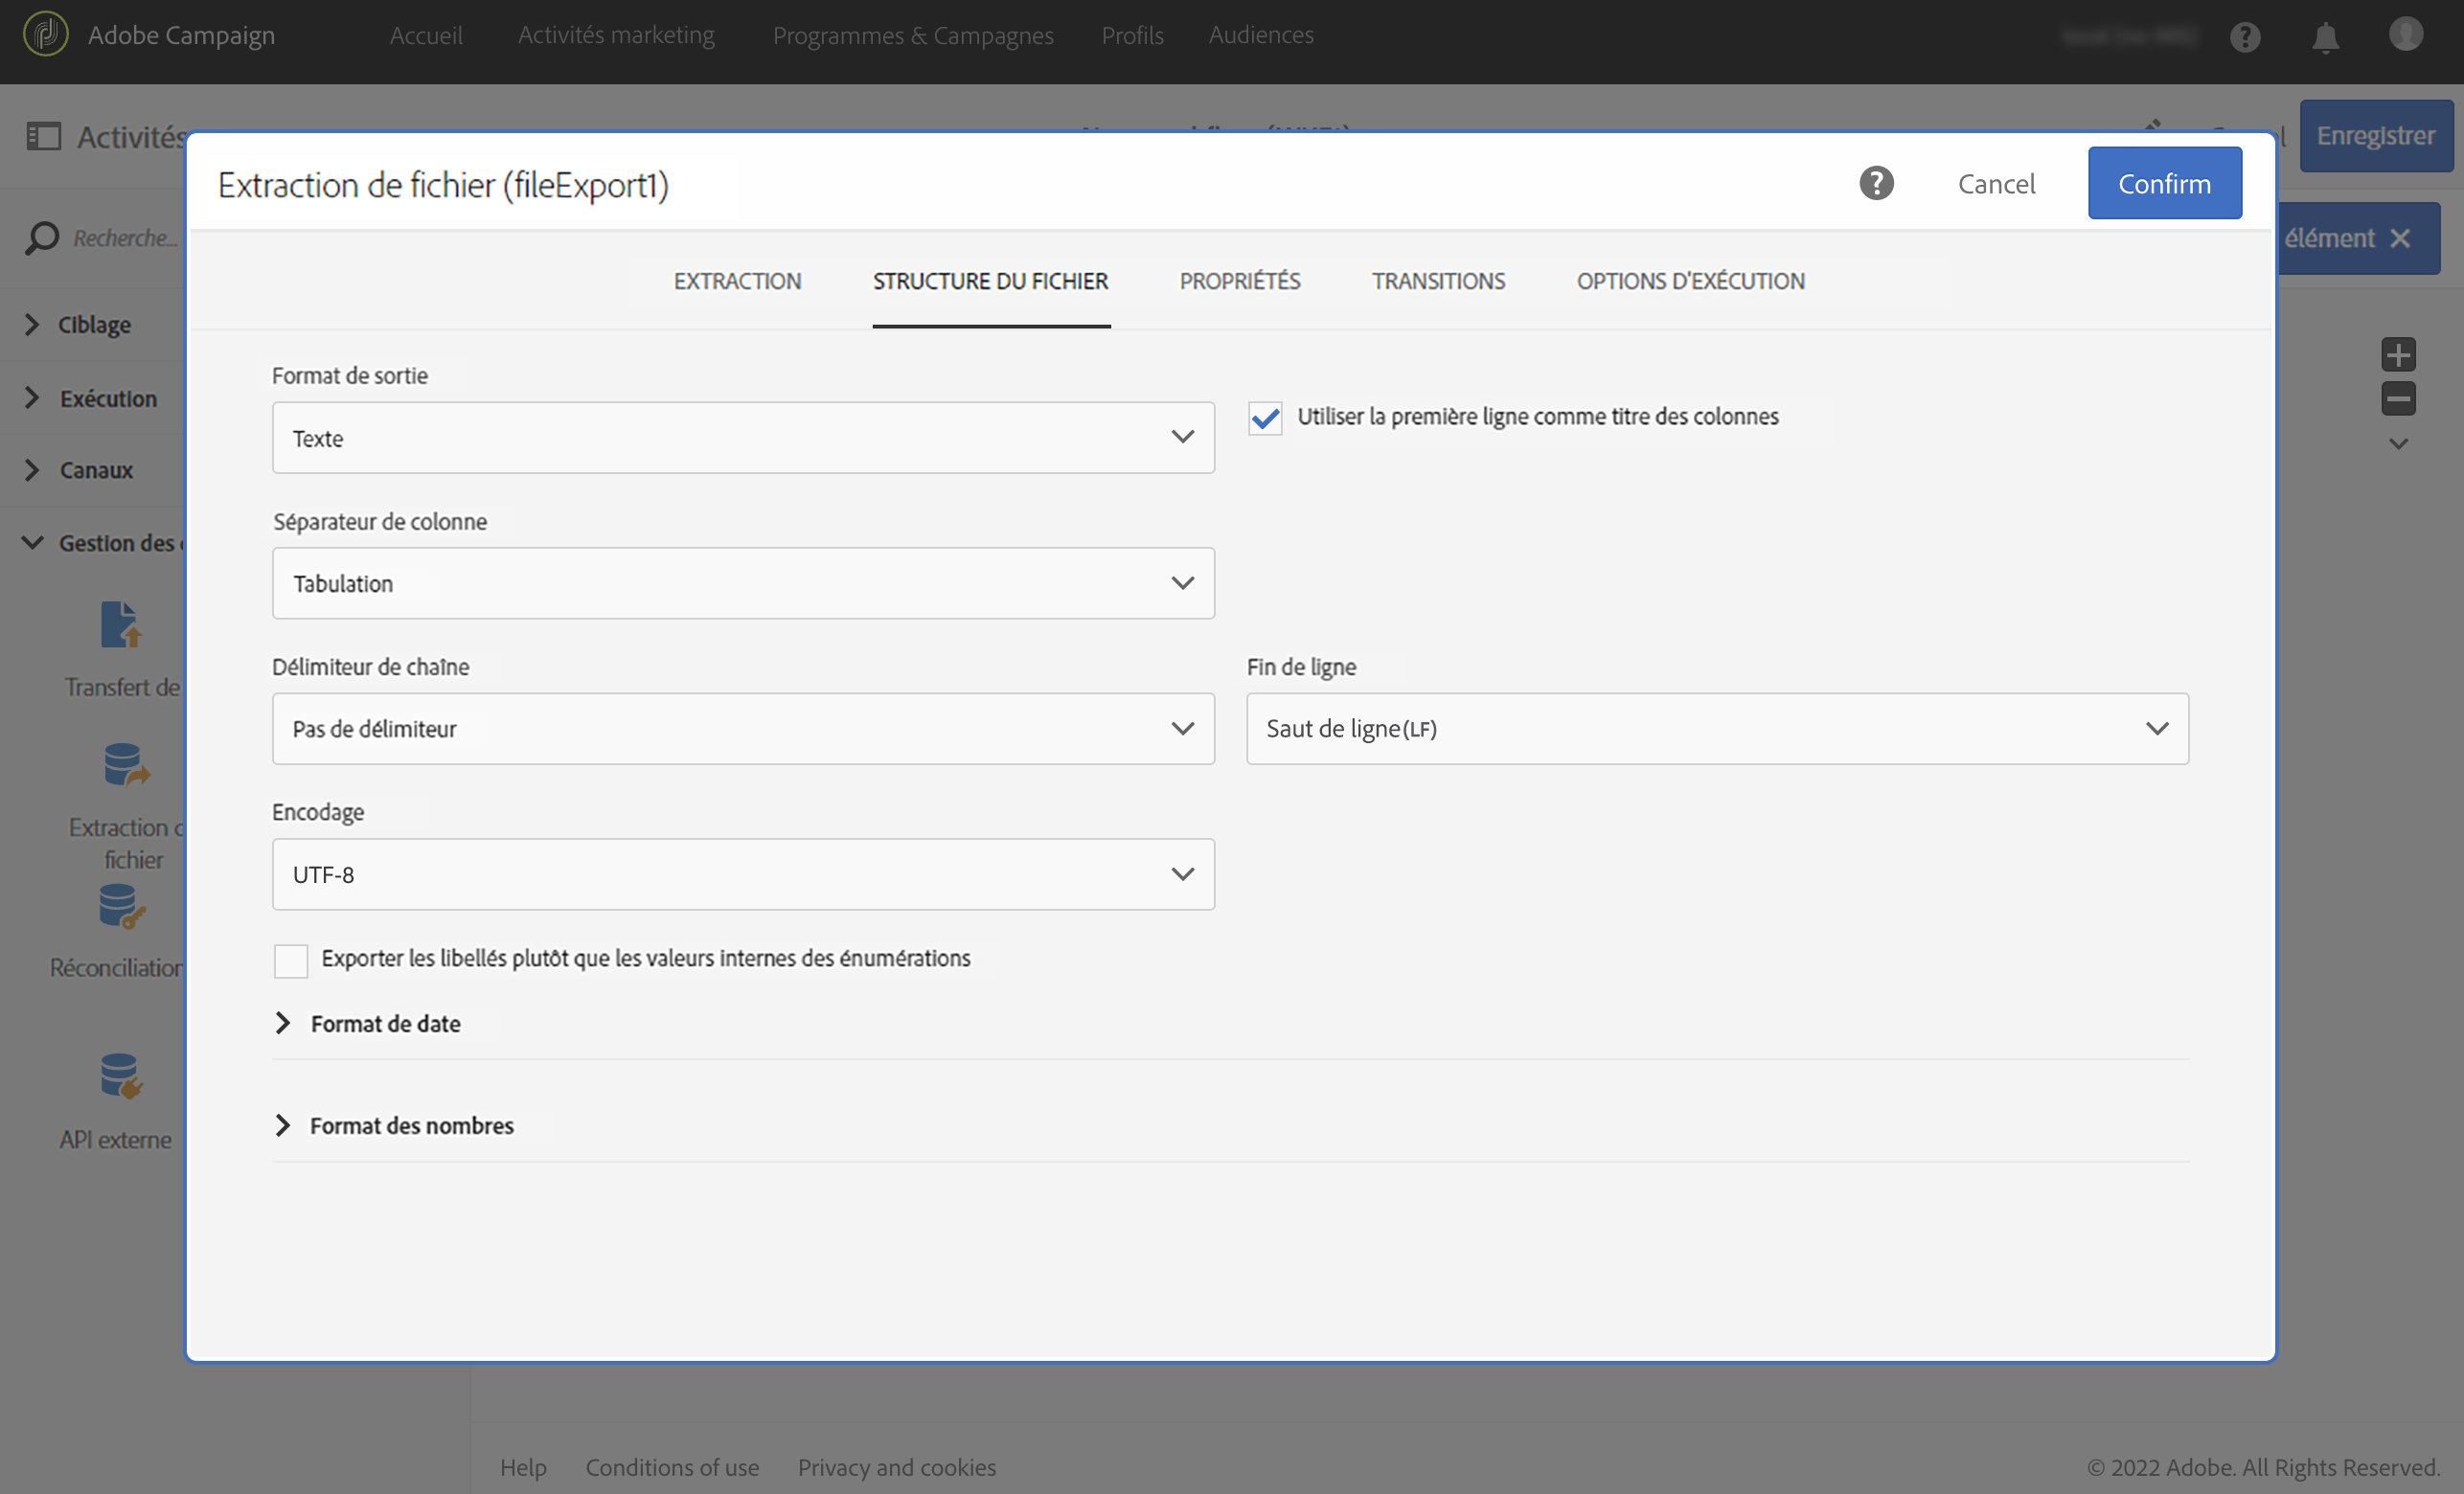 Adobe Campaign
Accueil
Activités marketing
Programmes & Campagnes
Profils
Audiences
Activités
Enregistrer
Extraction de fichier (fileExport1)
Cancel
Confirm
Recherche...
élément
EXTRACTION
STRUCTURE DU FICHIER
PROPRIÉTÉS
TRANSITIONS
OPTIONS D'EXÉCUTION
Ciblage
Exécution
Canaux
Gestion des
Transfert de
Extraction
fichier
Réconciliation
API externe
Format de sortie
Texte
Utiliser la première ligne comme titre des colonnes
Séparateur de colonne
Tabulation
Délimiteur de chaîne
Pas de délimiteur
Fin de ligne
Saut de ligne(LF)
Encodage
UTF-8
Exporter les libellés plutôt que les valeurs internes des énumérations
Format de date
Format des nombres
Help
Conditions of use
Privacy and cookies
© 2022 Adobe. All Rights Reserved.